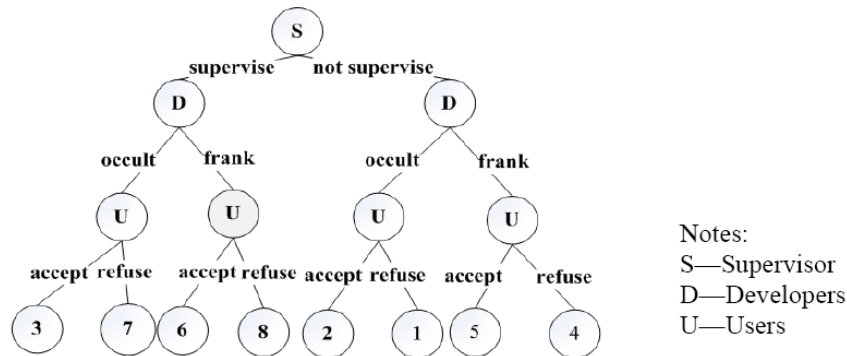 S
supervise not supervise
D D
occult frank occult frank
U U U U
accept refuse accept refuse accept refuse accept refuse
3 7 6 8 2 1 5 4
Notes:
S—Supervisor
D—Developers
U—Users